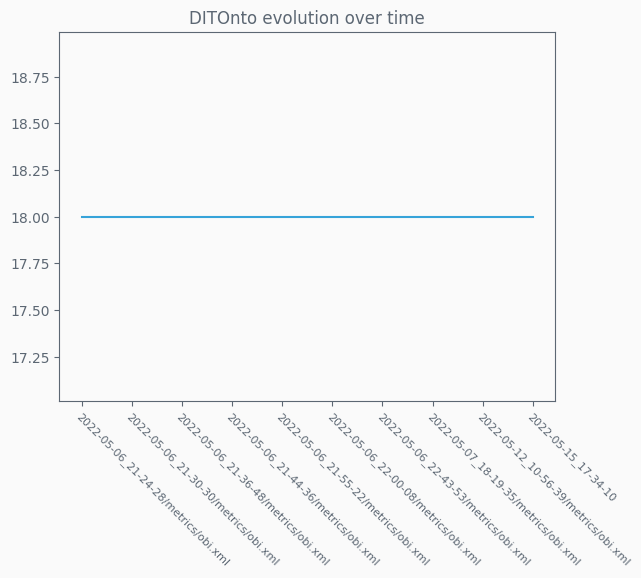 DITOnto evolution over time
18.75
18.50
18.25
18.00
17.75
17.50
17.25
2022-05-06_21-24-28/metrics/obi.xml
2022-05-06_21-30-30/metrics/obi.xml
2022-05-06_21-36-48/metrics/obi.xml
2022-05-06_21-44-36/metrics/obi.xml
2022-05-06_21-55-22/metrics/obi.xml
2022-05-06_22-00-08/metrics/obi.xml
2022-05-06_22-43-53/metrics/obi.xml
2022-05-07_18-19-35/metrics/obi.xml
2022-05-12_10-56-39/metrics/obi.xml
2022-05-15_17-34-10